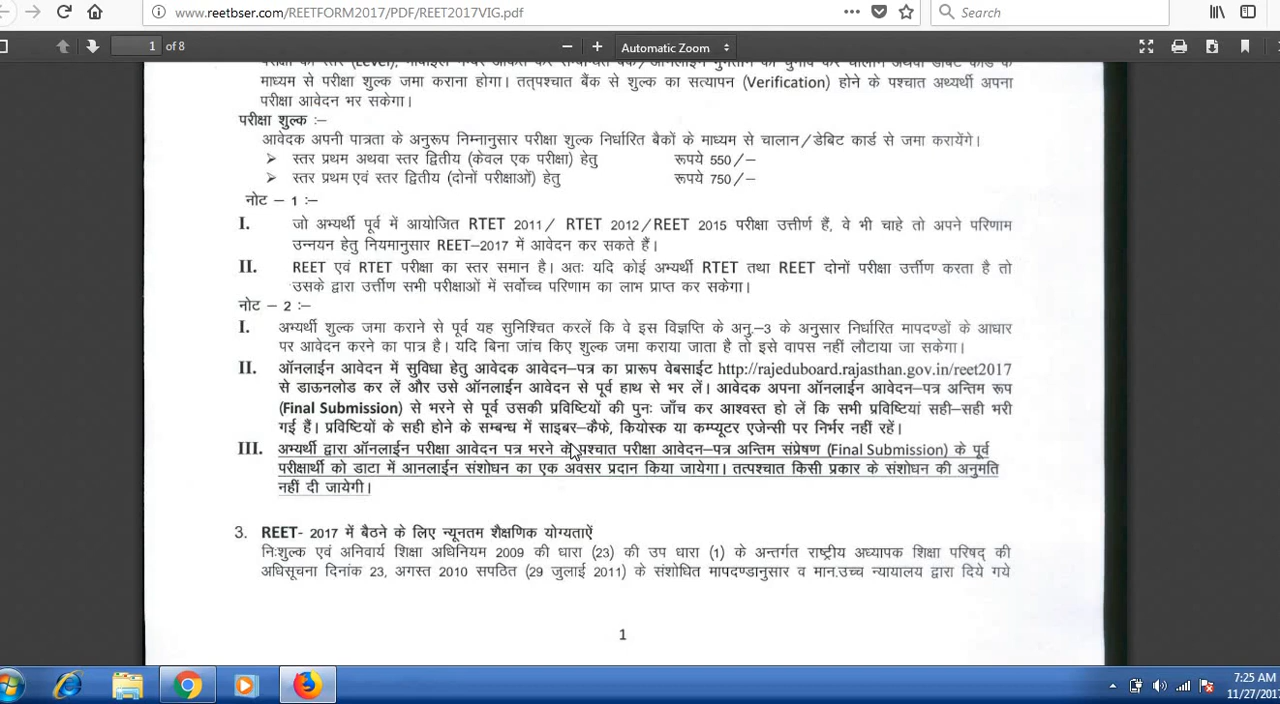 www.reetbser.com/REETFORM2017/PDF/REET2017VIG.pdf
Search
1 of 8
Automatic Zoom
माध्यम से परीक्षा शुल्क जमा कराना होगा। तत्पश्चात बैंक से शुल्क का सत्यापन (Verification) होने के पश्चात अभ्यर्थी अपना
परीक्षा आवेदन भर सकेगा।
परीक्षा शुल्क :–
आवेदक अपनी पात्रता के अनुरूप निम्नानुसार परीक्षा शुल्क निर्धारित बैकों के माध्यम से चालान/डेबिट कार्ड से जमा करायेंगे।
➢ स्तर प्रथम अथवा स्तर द्वितीय (केवल एक परीक्षा) हेतु रूपये 550/–
➢ स्तर प्रथम एवं स्तर द्वितीय (दोनों परीक्षाओं) हेतु रूपये 750/–
नोट – 1 :–
I. जो अभ्यर्थी पूर्व में आयोजित RTET 2011/ RTET 2012/REET 2015 परीक्षा उत्तीर्ण हैं, वे भी चाहे तो अपने परिणाम
उन्नयन हेतु नियमानुसार REET–2017 में आवेदन कर सकते हैं।
II. REET एवं RTET परीक्षा का स्तर समान है। अतः यदि कोई अभ्यर्थी RTET तथा REET दोनों परीक्षा उर्त्तीण करता है तो
उसके द्वारा उर्त्तीण सभी परीक्षाओं में सर्वोच्च परिणाम का लाभ प्राप्त कर सकेगा।
नोट – 2 :–
I. अभ्यर्थी शुल्क जमा कराने से पूर्व यह सुनिश्चित करलें कि वे इस विज्ञप्ति के अनु.–3 के अनुसार निर्धारित मापदण्डों के आधार
पर आवेदन करने का पात्र है। यदि बिना जांच किए शुल्क जमा कराया जाता है तो इसे वापस नहीं लौटाया जा सकेगा।
II. ऑनलाईन आवेदन में सुविधा हेतु आवेदक आवेदन–पत्र का प्रारूप वेबसाईट http://rajeduboard.rajasthan.gov.in/reet2017
से डाऊनलोड कर लें और उसे ऑनलाईन आवेदन से पूर्व हाथ से भर लें। आवेदक अपना ऑनलाईन आवेदन–पत्र अन्तिम रूप
(Final Submission) से भरने से पूर्व उसकी प्रविष्टियों की पुनः जाँच कर आश्वस्त हो लें कि सभी प्रविष्टियां सही–सही भरी
गई हैं। प्रविष्टियों के सही होने के सम्बन्ध में साइबर–कैफे, कियोस्क या कम्प्यूटर एजेन्सी पर निर्भर नहीं रहें।
III. अभ्यर्थी द्वारा ऑनलाईन परीक्षा आवेदन पत्र भरने के पश्चात परीक्षा आवेदन–पत्र अन्तिम संप्रेषण (Final Submission) के पूर्व
परीक्षार्थी को डाटा में आनलाईन संशोधन का एक अवसर प्रदान किया जायेगा। तत्पश्चात किसी प्रकार के संशोधन की अनुमति
नहीं दी जायेगी।
3. REET- 2017 में बैठने के लिए न्यूनतम शैक्षणिक योग्यताऐं
निःशुल्क एवं अनिवार्य शिक्षा अधिनियम 2009 की धारा (23) की उप धारा (1) के अन्तर्गत राष्ट्रीय अध्यापक शिक्षा परिषद् की
अधिसूचना दिनांक 23, अगस्त 2010 सपठित (29 जुलाई 2011) के संशोधित मापदण्डानुसार व मान.उच्च न्यायालय द्वारा दिये गये
1
7:25 AM
11/27/2017